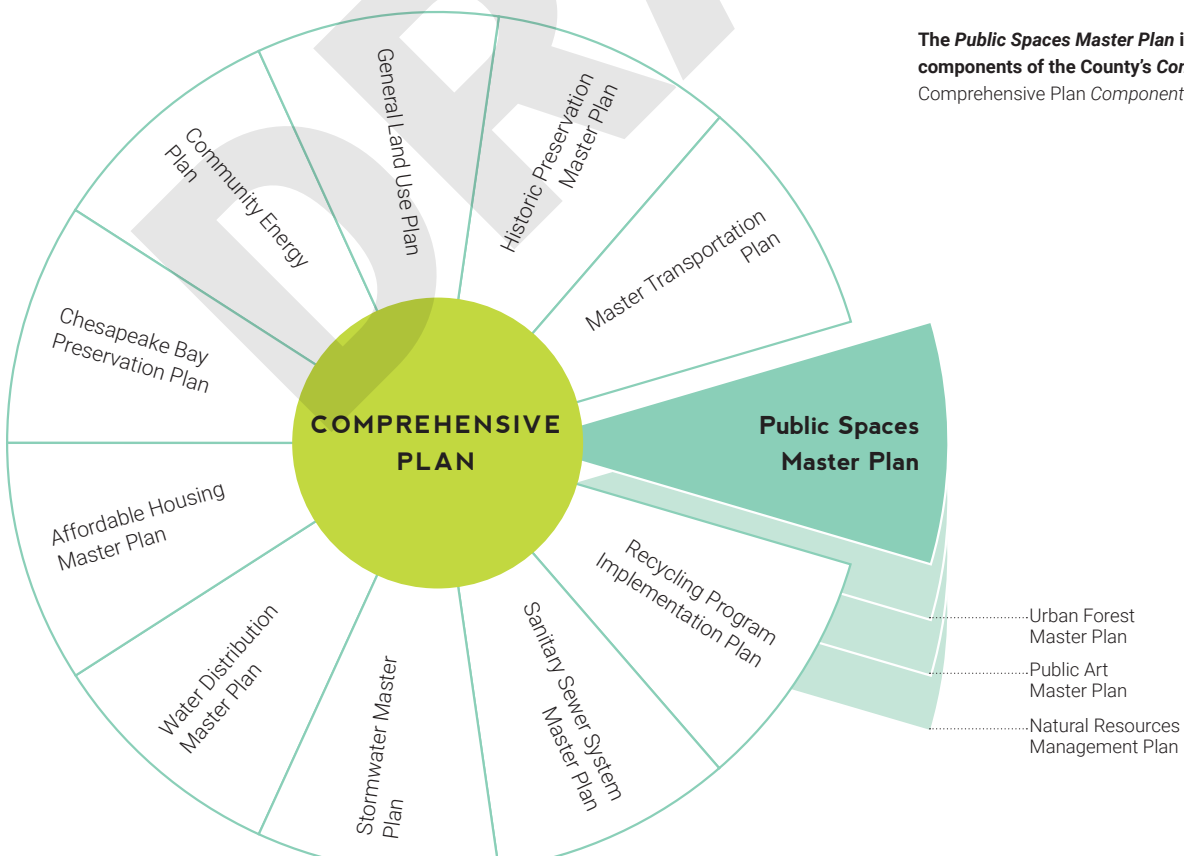 The Public Spaces Master Plan i
components of the County's Co
Comprehensive Plan Component
General Land Use Plan
Historic Preservation
Master Plan
Master Transportation
Plan
Public Spaces
Master Plan
Urban Forest
Master Plan
Public Art
Master Plan
Natural Resources
Management Plan
Recycling Program
Implementation Plan
Sanitary Sewer System
Master Plan
Stormwater Master
Plan
Water Distribution
Master Plan
Affordable Housing
Master Plan
Chesapeake Bay
Preservation Plan
Community Energy
Plan
COMPREHENSIVE
PLAN